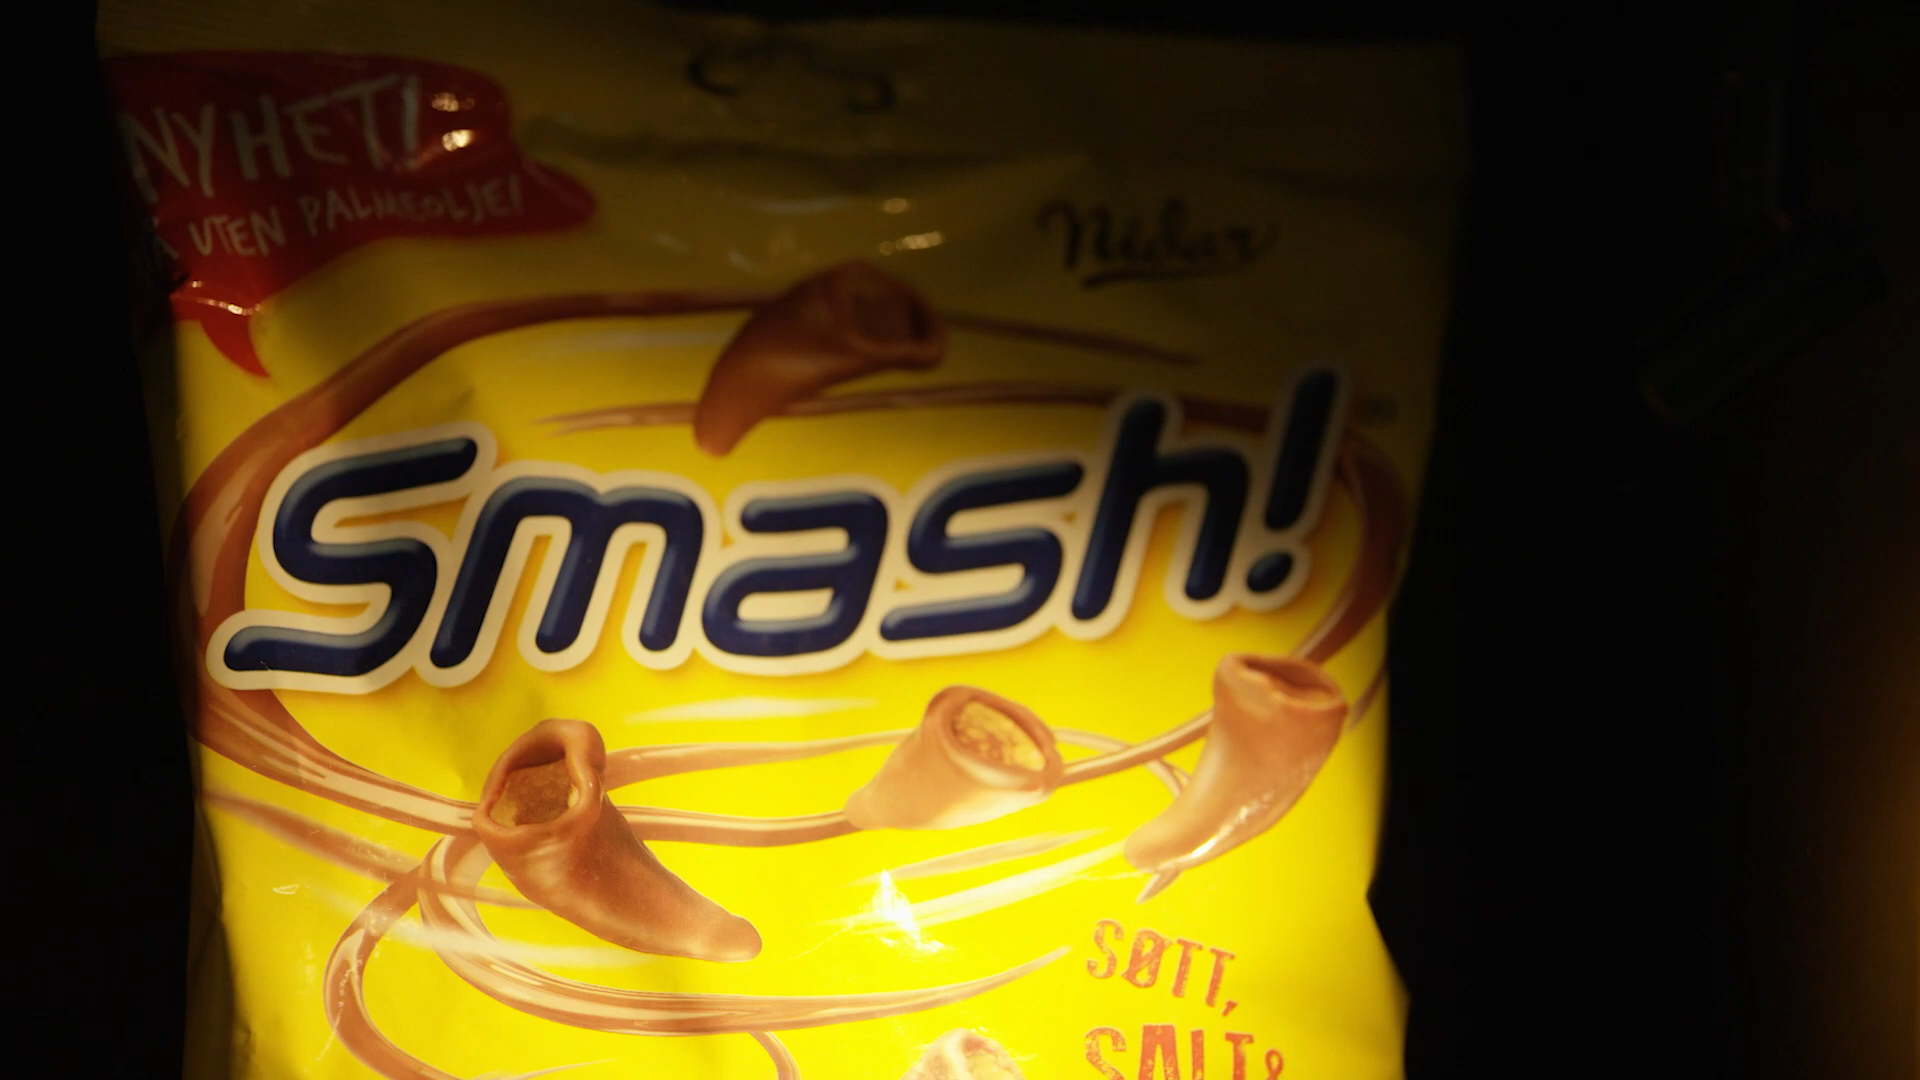 NYHET!
UTEN PALMEOLJE!
Nidar
Smash!
SØTT,
SALT &